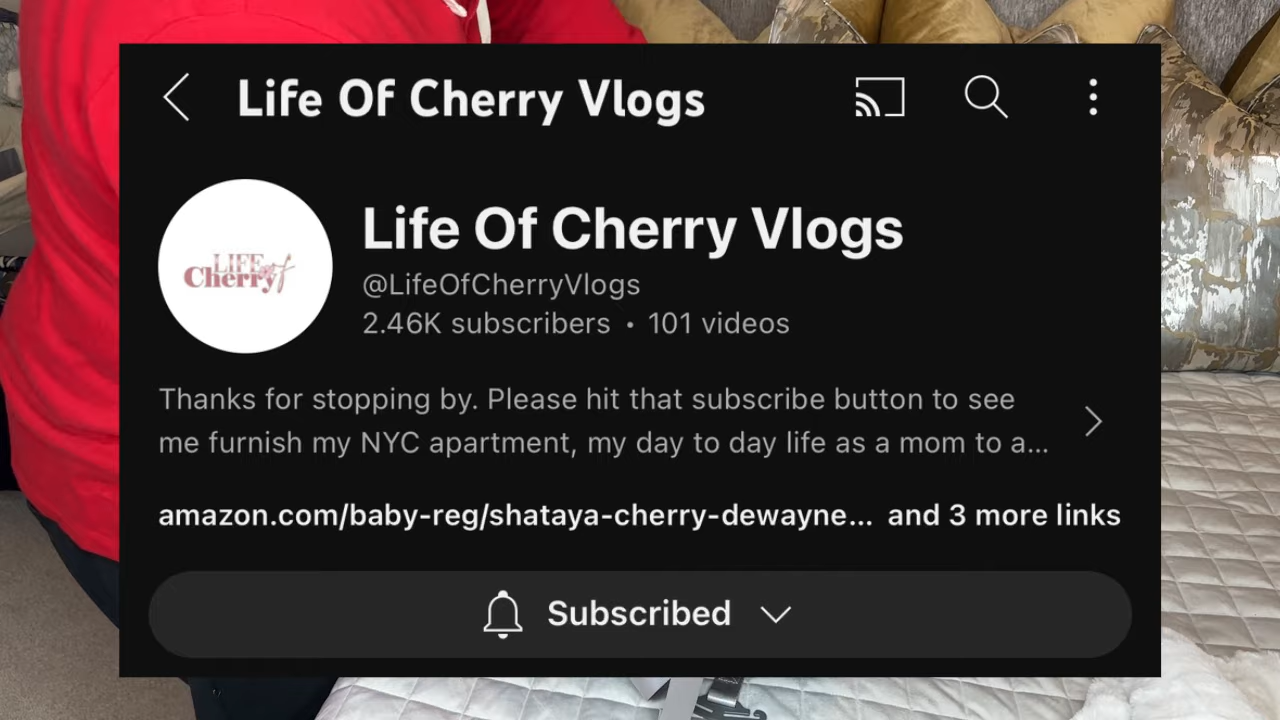 Life Of Cherry Vlogs
LIFE of
Cherry
Life Of Cherry Vlogs
@LifeOfCherryVlogs
2.46K subscribers • 101 videos
Thanks for stopping by. Please hit that subscribe button to see
me furnish my NYC apartment, my day to day life as a mom to a...
amazon.com/baby-reg/shataya-cherry-dewayne... and 3 more links
Subscribed